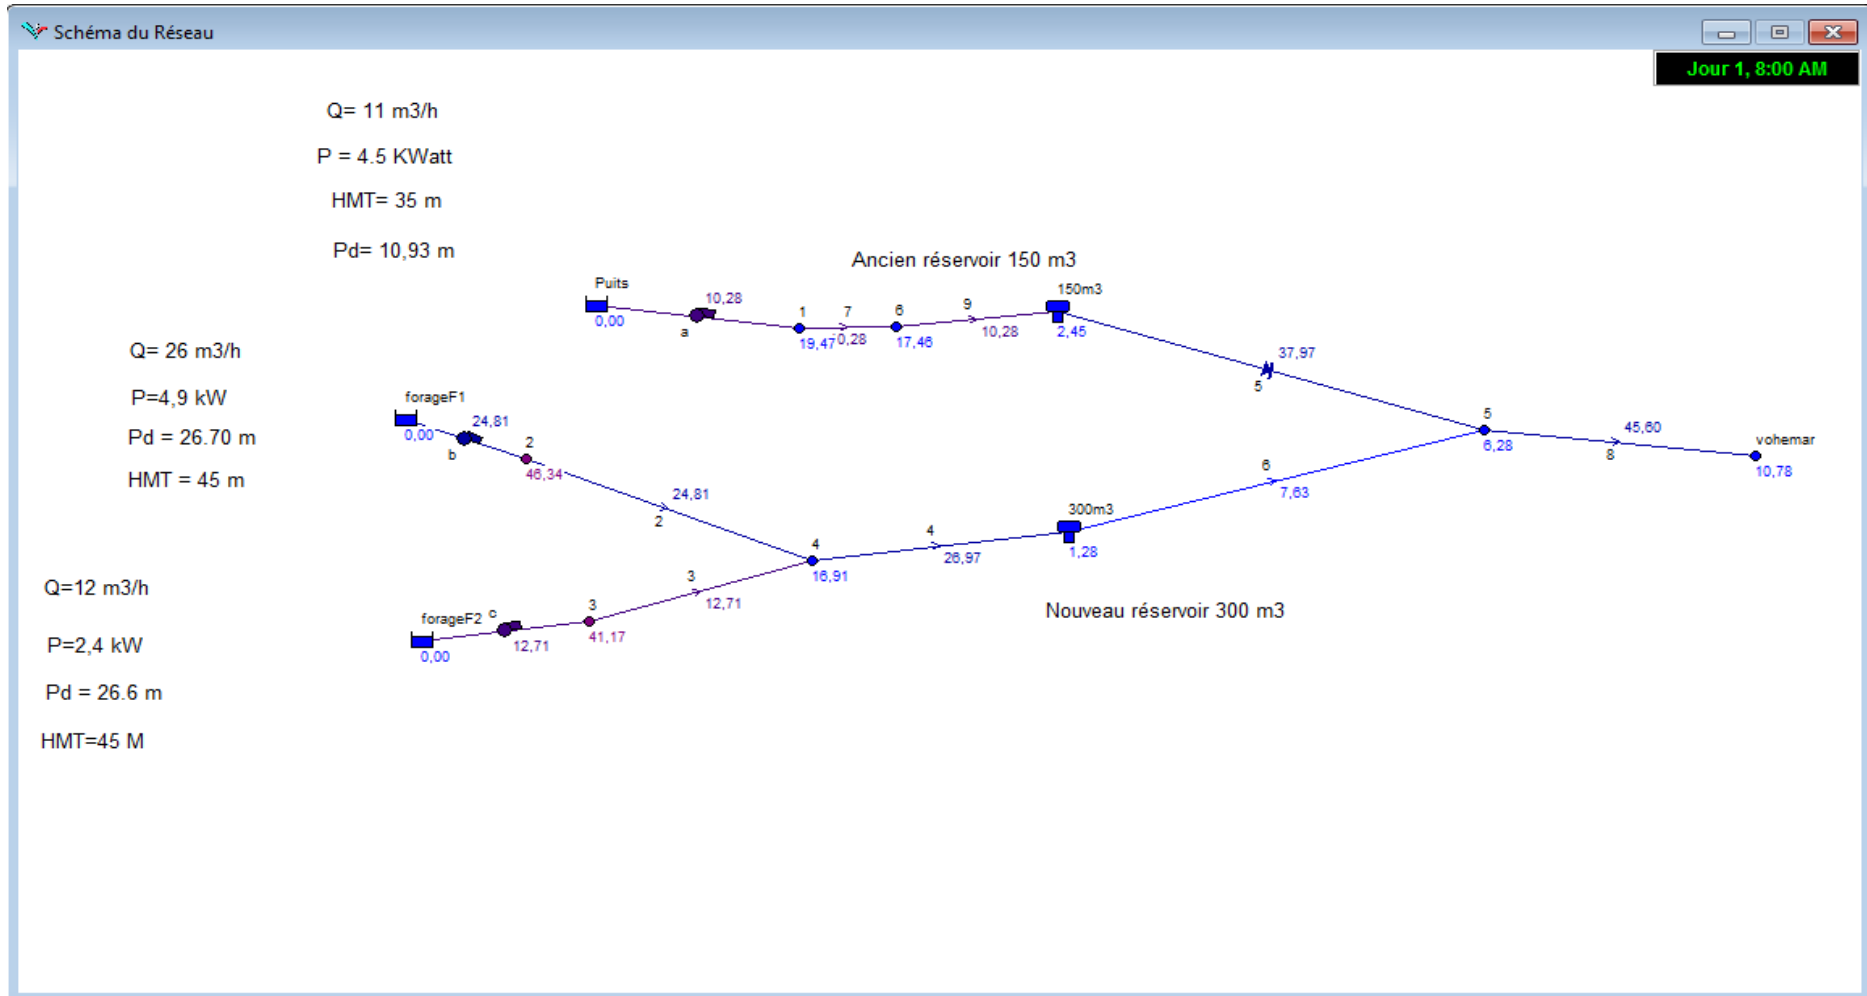 Schéma du Réseau
Jour 1, 8:00 AM
Q= 11 m3/h
P = 4.5 KWatt
HMT= 35 m
Pd= 10,93 m
Ancien réservoir 150 m3
Puits
0,00
10,28
a
1
19,47
7
0,28
6
17,46
9
10,28
150m3
2,45
37,97
5
Q= 26 m3/h
P=4,9 kW
Pd = 26.70 m
HMT = 45 m
forageF1
0,00
24,81
b
2
46,34
24,81
2
5
6,28
45,60
8
vohemar
10,78
6
7,63
300m3
1,28
4
16,91
4
26,97
Q=12 m3/h
P=2,4 kW
Pd = 26.6 m
HMT=45 M
forageF2
0,00
c
12,71
3
41,17
3
12,71
Nouveau réservoir 300 m3